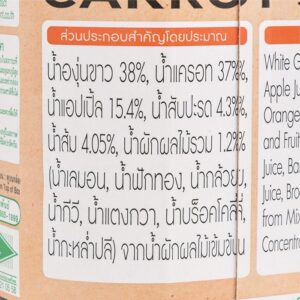 CARROT
ส่วนประกอบสำคัญโดยประมาณ
น้ำองุ่นขาว 38%, น้ำแครอท 37%,
น้ำแอปเปิ้ล 15.4%, น้ำสับปะรด 4.3%,
น้ำส้ม 4.05%, น้ำผักผลไม้รวม 1.2%
(น้ำเลมอน, น้ำฟักทอง, น้ำกล้วย,
น้ำกีวี, น้ำแตงกวา, น้ำบร็อคโคลี่,
น้ำกะหล่ำปลี) จากน้ำผักผลไม้เข้มข้น
White G
Apple Ju
Orange
and Frui
Juice, Ba
Juice, Bro
from Mix
Concentr